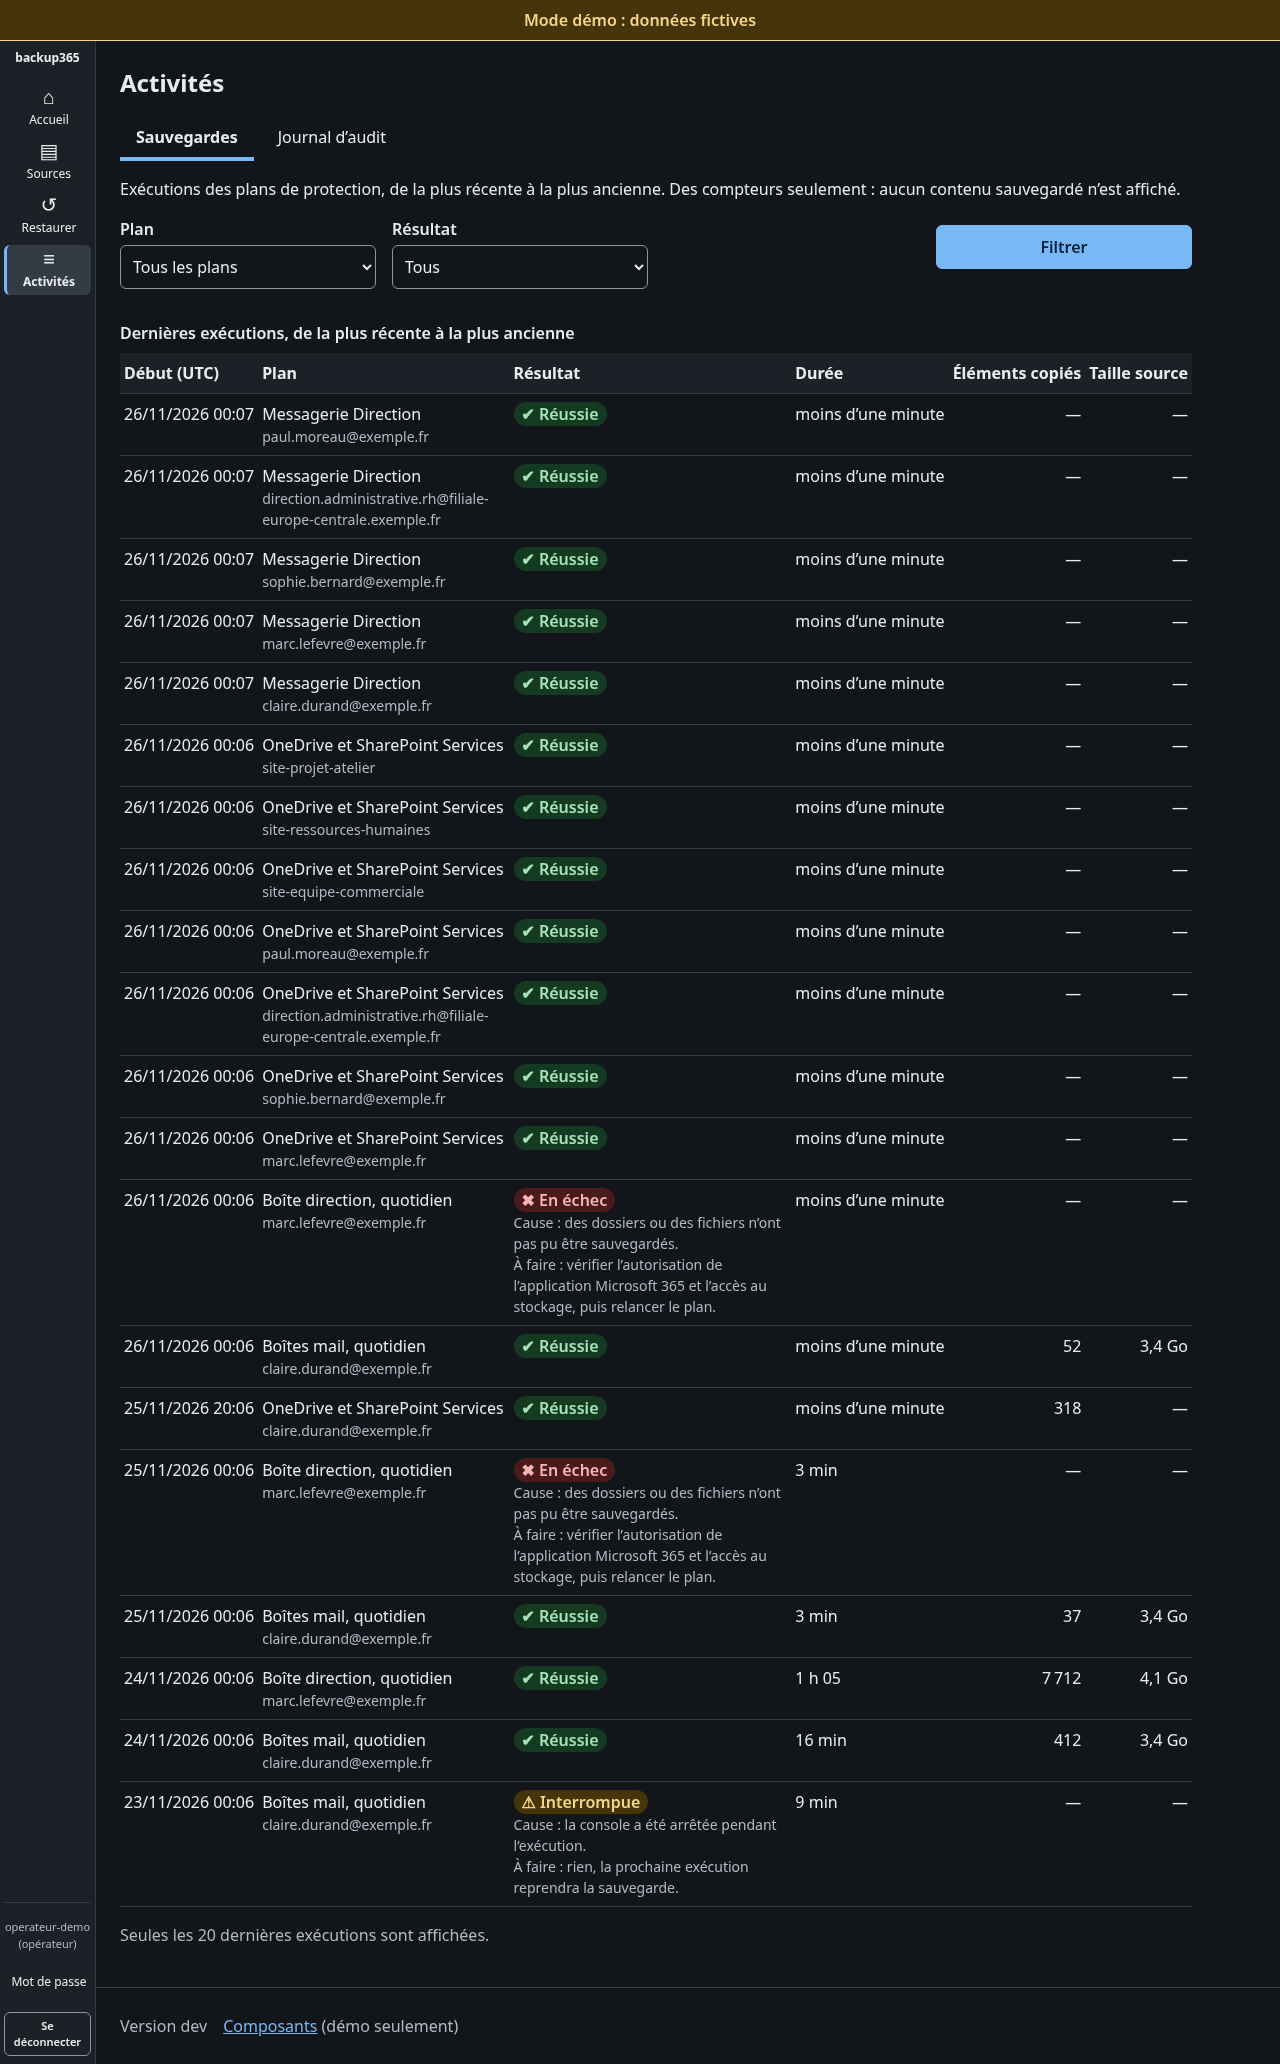 Mode démo : données fictives
backup365
⌂
Accueil
▤
Sources
↺
Restaurer
≡
Activités
Activités
Sauvegardes Journal d’audit
Exécutions des plans de protection, de la plus récente à la plus ancienne. Des compteurs seulement : aucun contenu sauvegardé n’est affiché.
Plan Résultat
Tous les plans Tous Filtrer
Dernières exécutions, de la plus récente à la plus ancienne
Début (UTC) Plan Résultat Durée Éléments copiés Taille source
26/11/2026 00:07 Messagerie Direction ✔ Réussie moins d’une minute — —
paul.moreau@exemple.fr
26/11/2026 00:07 Messagerie Direction ✔ Réussie moins d’une minute — —
direction.administrative.rh@filiale-
europe-centrale.exemple.fr
26/11/2026 00:07 Messagerie Direction ✔ Réussie moins d’une minute — —
sophie.bernard@exemple.fr
26/11/2026 00:07 Messagerie Direction ✔ Réussie moins d’une minute — —
marc.lefevre@exemple.fr
26/11/2026 00:07 Messagerie Direction ✔ Réussie moins d’une minute — —
claire.durand@exemple.fr
26/11/2026 00:06 OneDrive et SharePoint Services ✔ Réussie moins d’une minute — —
site-projet-atelier
26/11/2026 00:06 OneDrive et SharePoint Services ✔ Réussie moins d’une minute — —
site-ressources-humaines
26/11/2026 00:06 OneDrive et SharePoint Services ✔ Réussie moins d’une minute — —
site-equipe-commerciale
26/11/2026 00:06 OneDrive et SharePoint Services ✔ Réussie moins d’une minute — —
paul.moreau@exemple.fr
26/11/2026 00:06 OneDrive et SharePoint Services ✔ Réussie moins d’une minute — —
direction.administrative.rh@filiale-
europe-centrale.exemple.fr
26/11/2026 00:06 OneDrive et SharePoint Services ✔ Réussie moins d’une minute — —
sophie.bernard@exemple.fr
26/11/2026 00:06 OneDrive et SharePoint Services ✔ Réussie moins d’une minute — —
marc.lefevre@exemple.fr
26/11/2026 00:06 Boîte direction, quotidien ✖ En échec moins d’une minute — —
marc.lefevre@exemple.fr Cause : des dossiers ou des fichiers n’ont
pas pu être sauvegardés.
À faire : vérifier l’autorisation de
l’application Microsoft 365 et l’accès au
stockage, puis relancer le plan.
26/11/2026 00:06 Boîtes mail, quotidien ✔ Réussie moins d’une minute 52 3,4 Go
claire.durand@exemple.fr
25/11/2026 20:06 OneDrive et SharePoint Services ✔ Réussie moins d’une minute 318 —
claire.durand@exemple.fr
25/11/2026 00:06 Boîte direction, quotidien ✖ En échec 3 min — —
marc.lefevre@exemple.fr Cause : des dossiers ou des fichiers n’ont
pas pu être sauvegardés.
À faire : vérifier l’autorisation de
l’application Microsoft 365 et l’accès au
stockage, puis relancer le plan.
25/11/2026 00:06 Boîtes mail, quotidien ✔ Réussie 3 min 37 3,4 Go
claire.durand@exemple.fr
24/11/2026 00:06 Boîte direction, quotidien ✔ Réussie 1 h 05 7 712 4,1 Go
marc.lefevre@exemple.fr
24/11/2026 00:06 Boîtes mail, quotidien ✔ Réussie 16 min 412 3,4 Go
claire.durand@exemple.fr
23/11/2026 00:06 Boîtes mail, quotidien ⚠ Interrompue 9 min — —
claire.durand@exemple.fr Cause : la console a été arrêtée pendant
l’exécution.
À faire : rien, la prochaine exécution
reprendra la sauvegarde.
Seules les 20 dernières exécutions sont affichées.
operateur-demo
(opérateur)
Mot de passe
Se
déconnecter
Version dev Composants (démo seulement)